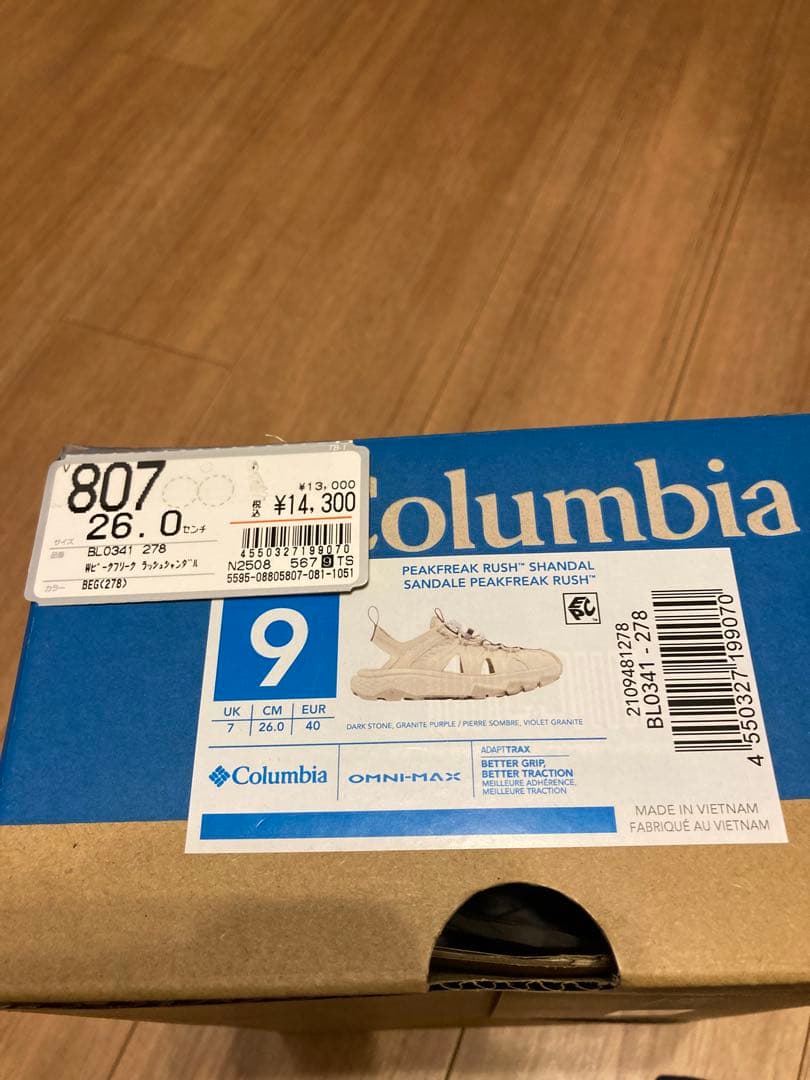 TB-T
807
26.0センチ
サイズ
¥13,000
税込 ¥14,300
品番 BL0341 278
Wピークフリーク ラッシュシャンダル
カラー BEG(278)
4550327199070
N2508 567 9 TS
5595-08805807-081-1051
Columbia
PEAKFREAK RUSH™ SHANDAL
SANDALE PEAKFREAK RUSH™
EPC
9
UK CM EUR
7 26.0 40
DARK STONE, GRANITE PURPLE / PIERRE SOMBRE, VIOLET GRANITE
2109481278
BL0341 - 278
4 550327 199070
Columbia
OMNI-MAX
ADAPTTRAX
BETTER GRIP,
BETTER TRACTION
MEILLEURE ADHÉRENCE,
MEILLEURE TRACTION
MADE IN VIETNAM
FABRIQUÉ AU VIETNAM